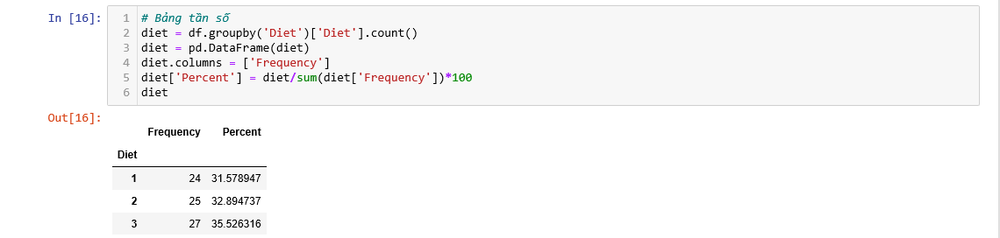 In [16]:
1 # Bảng tần số
2 diet = df.groupby('Diet')['Diet'].count()
3 diet = pd.DataFrame(diet)
4 diet.columns = ['Frequency']
5 diet['Percent'] = diet/sum(diet['Frequency'])*100
6 diet
Out[16]:
Frequency Percent
Diet
1 24 31.578947
2 25 32.894737
3 27 35.526316